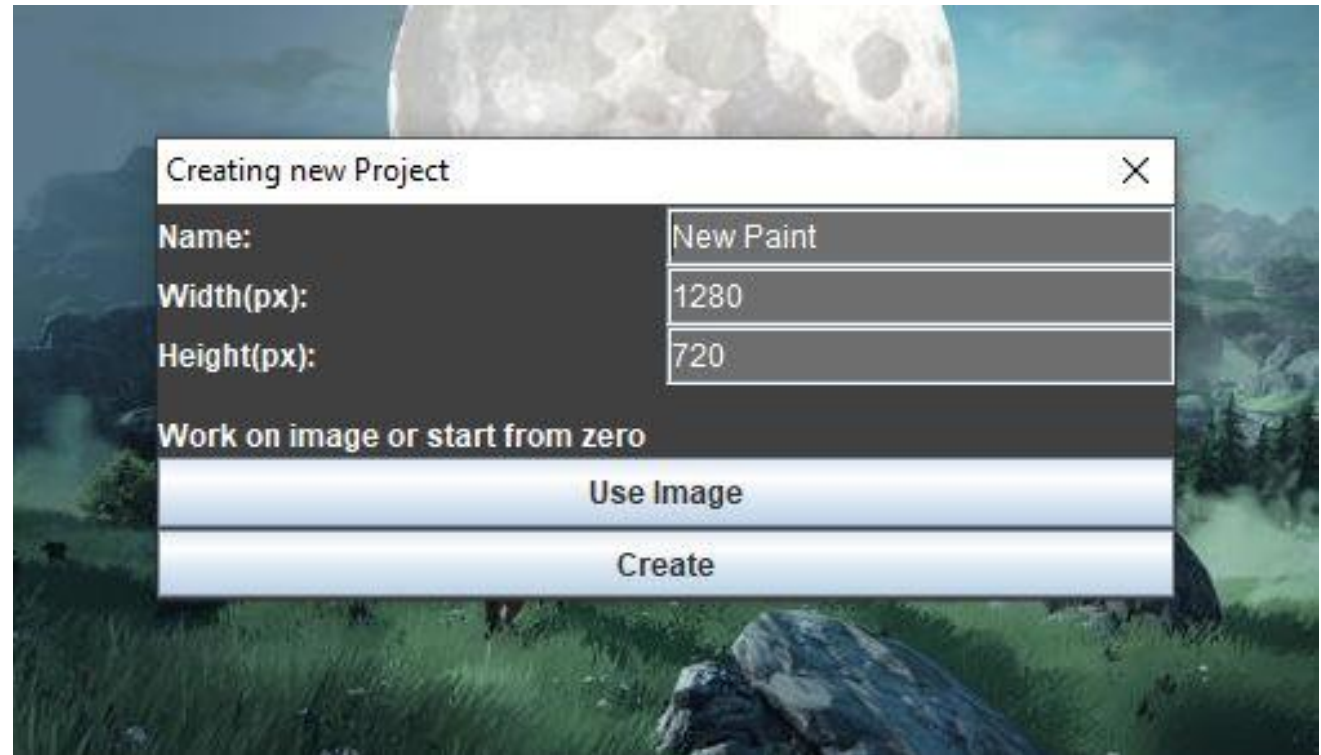 Creating new Project
Name: New Paint
Width(px): 1280
Height(px): 720
Work on image or start from zero
Use Image
Create